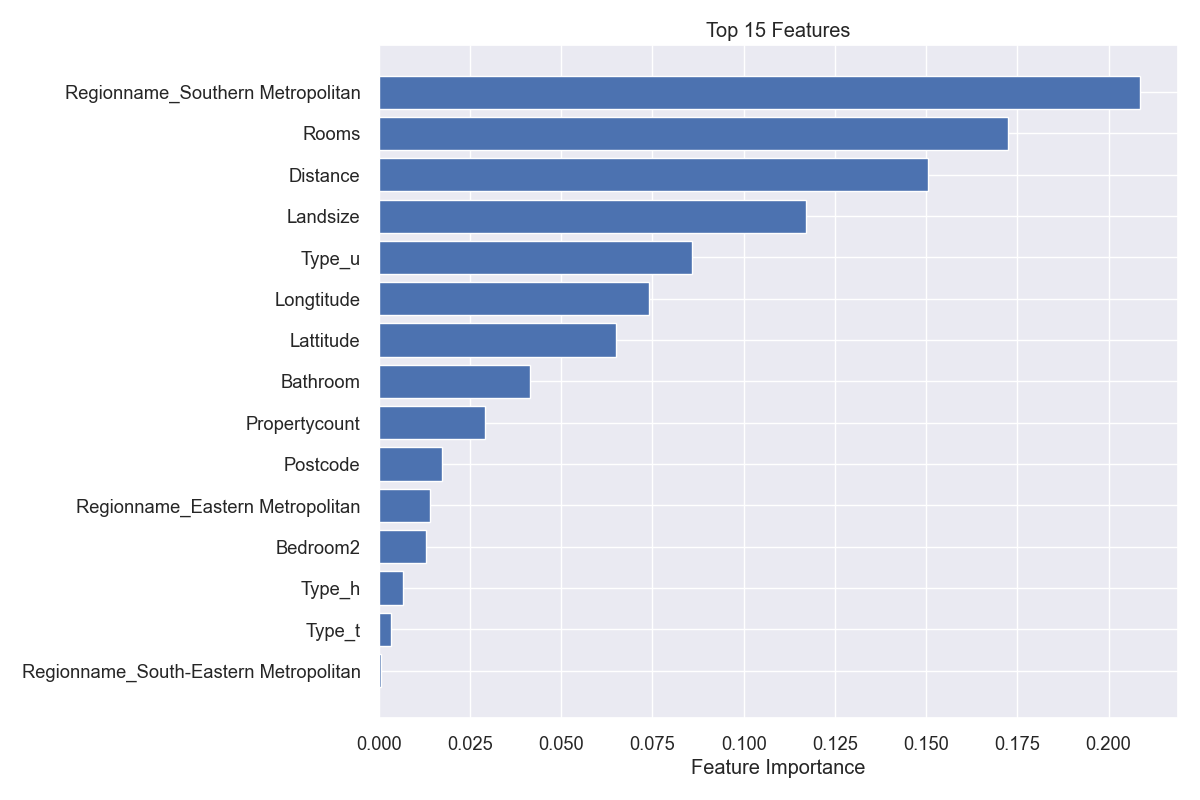 Top 15 Features
Regionname_Southern Metropolitan
Rooms
Distance
Landsize
Type_u
Longtitude
Lattitude
Bathroom
Propertycount
Postcode
Regionname_Eastern Metropolitan
Bedroom2
Type_h
Type_t
Regionname_South-Eastern Metropolitan
0.000 0.025 0.050 0.075 0.100 0.125 0.150 0.175 0.200
Feature Importance